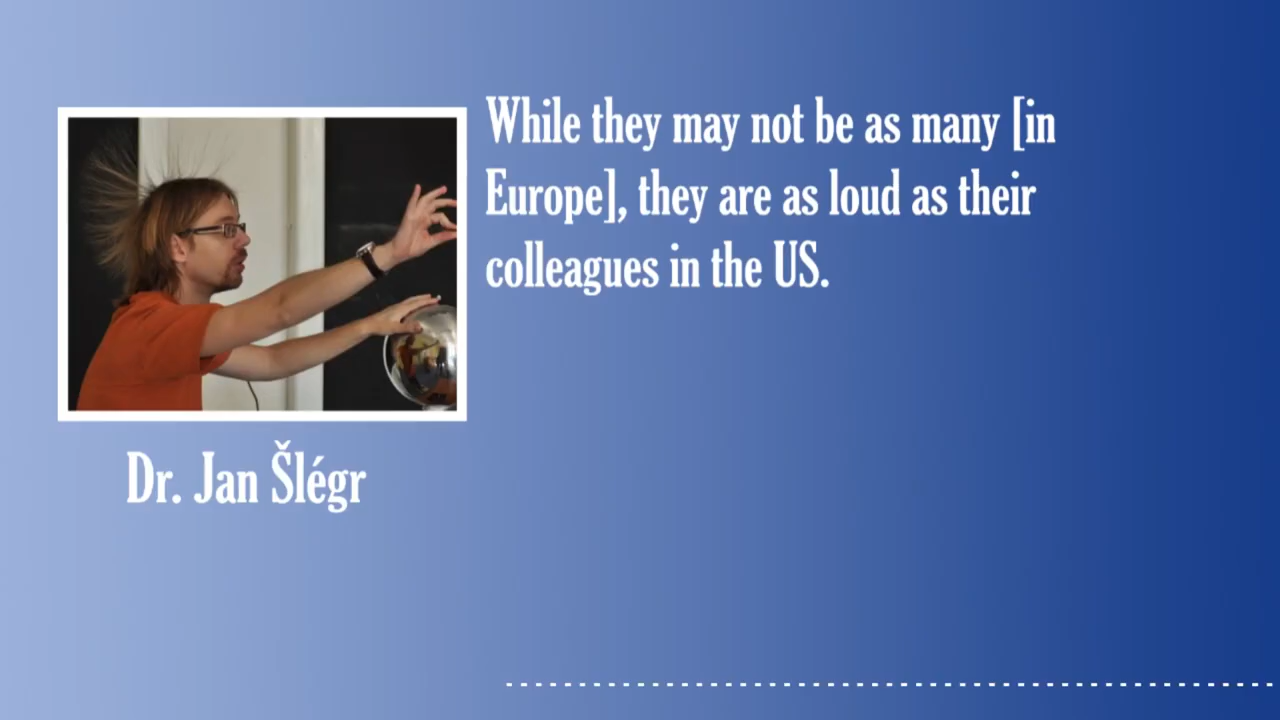 While they may not be as many [in
Europe], they are as loud as their
colleagues in the US.
Dr. Jan Šlégr